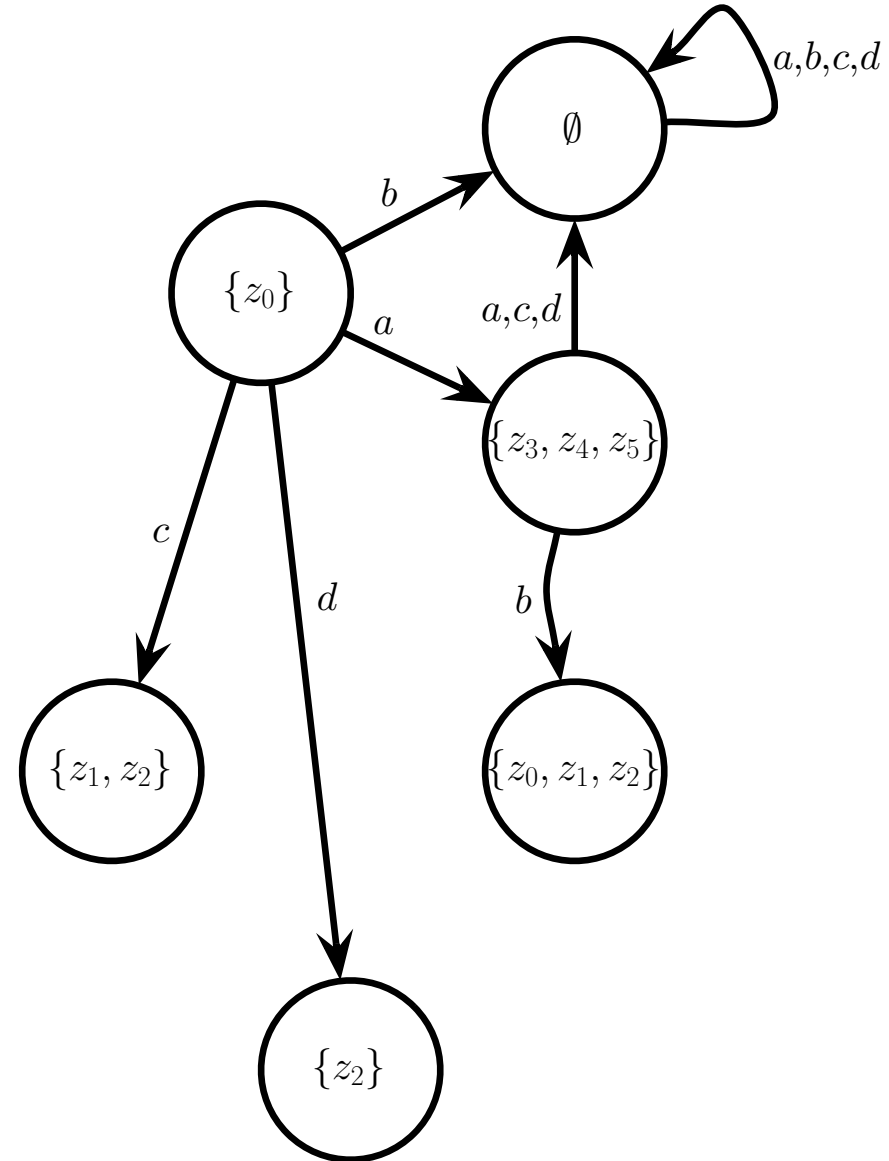 a,b,c,d
∅
b
{z₀}
a
a,c,d
{z₃, z₄, z₅}
c
d
b
{z₁, z₂}
{z₀, z₁, z₂}
{z₂}